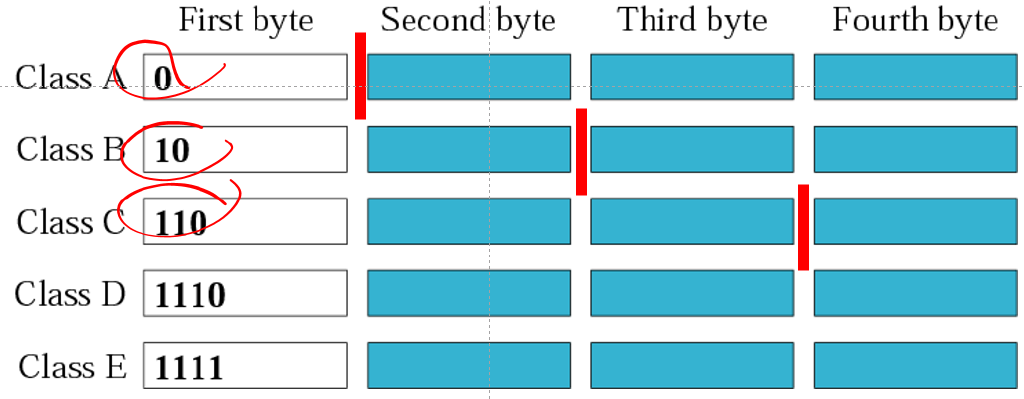 First byte Second byte Third byte Fourth byte
Class A 0
Class B 10
Class C 110
Class D 1110
Class E 1111